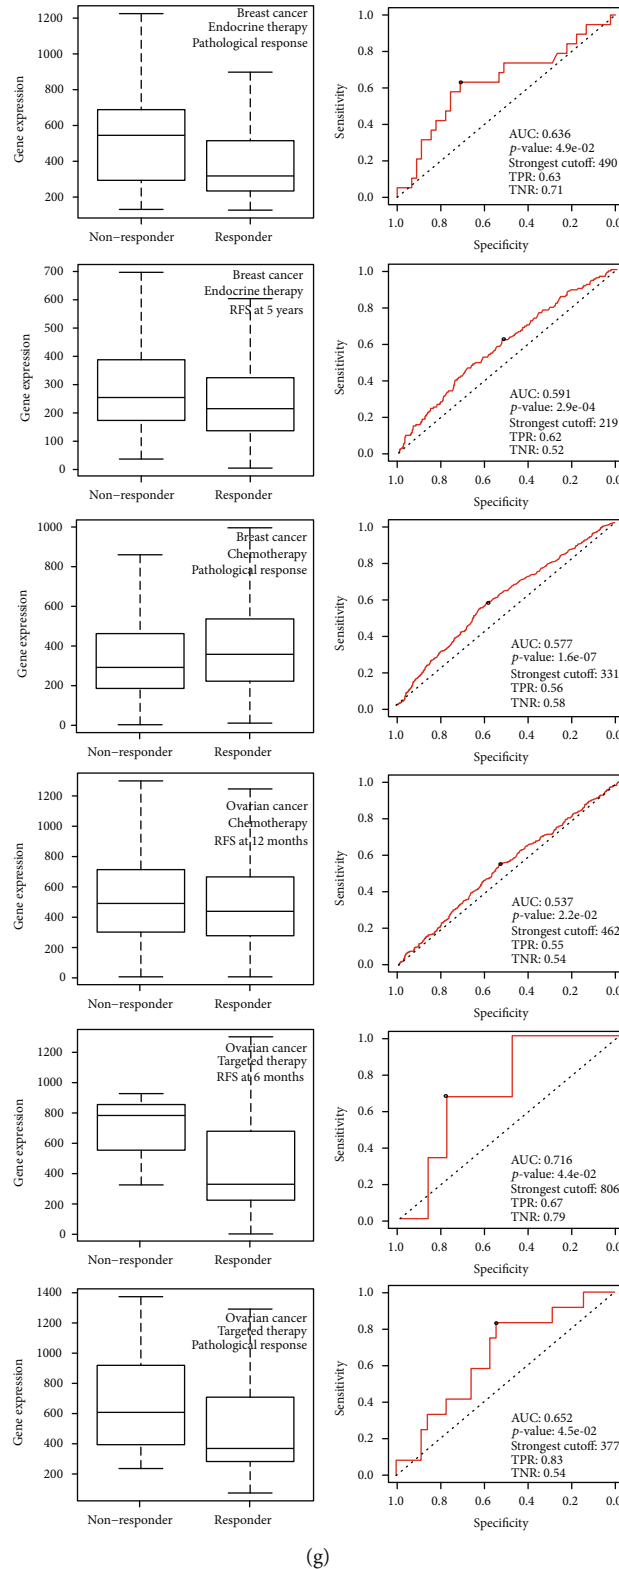 Breast cancer
Endocrine therapy
Pathological response
Gene expression
1200
1000
800
600
400
200
Non−responder
Responder
Sensitivity
1.0
0.8
0.6
0.4
0.2
0.0
AUC: 0.636
p-value: 4.9e-02
Strongest cutoff: 490
TPR: 0.63
TNR: 0.71
1.0 0.8 0.6 0.4 0.2 0.0
Specificity
Breast cancer
Endocrine therapy
RFS at 5 years
Gene expression
700
600
500
400
300
200
100
0
Non−responder
Responder
Sensitivity
1.0
0.8
0.6
0.4
0.2
0.0
AUC: 0.591
p-value: 2.9e-04
Strongest cutoff: 219
TPR: 0.62
TNR: 0.52
1.0 0.8 0.6 0.4 0.2 0.0
Specificity
Breast cancer
Chemotherapy
Pathological response
Gene expression
1000
800
600
400
200
0
Non−responder
Responder
Sensitivity
1.0
0.8
0.6
0.4
0.2
0.0
AUC: 0.577
p-value: 1.6e-07
Strongest cutoff: 331
TPR: 0.56
TNR: 0.58
1.0 0.8 0.6 0.4 0.2 0.0
Specificity
Ovarian cancer
Chemotherapy
RFS at 12 months
Gene expression
1200
1000
800
600
400
200
0
Non−responder
Responder
Sensitivity
1.0
0.8
0.6
0.4
0.2
0.0
AUC: 0.537
p-value: 2.2e-02
Strongest cutoff: 462
TPR: 0.55
TNR: 0.54
1.0 0.8 0.6 0.4 0.2 0.0
Specificity
Ovarian cancer
Targeted therapy
RFS at 6 months
Gene expression
1200
1000
800
600
400
200
0
Non−responder
Responder
Sensitivity
1.0
0.8
0.6
0.4
0.2
0.0
AUC: 0.716
p-value: 4.4e-02
Strongest cutoff: 806
TPR: 0.67
TNR: 0.79
1.0 0.8 0.6 0.4 0.2 0.0
Specificity
Ovarian cancer
Targeted therapy
Pathological response
Gene expression
1400
1200
1000
800
600
400
200
Non−responder
Responder
Sensitivity
1.0
0.8
0.6
0.4
0.2
0.0
AUC: 0.652
p-value: 4.5e-02
Strongest cutoff: 377
TPR: 0.83
TNR: 0.54
1.0 0.8 0.6 0.4 0.2 0.0
Specificity
(g)